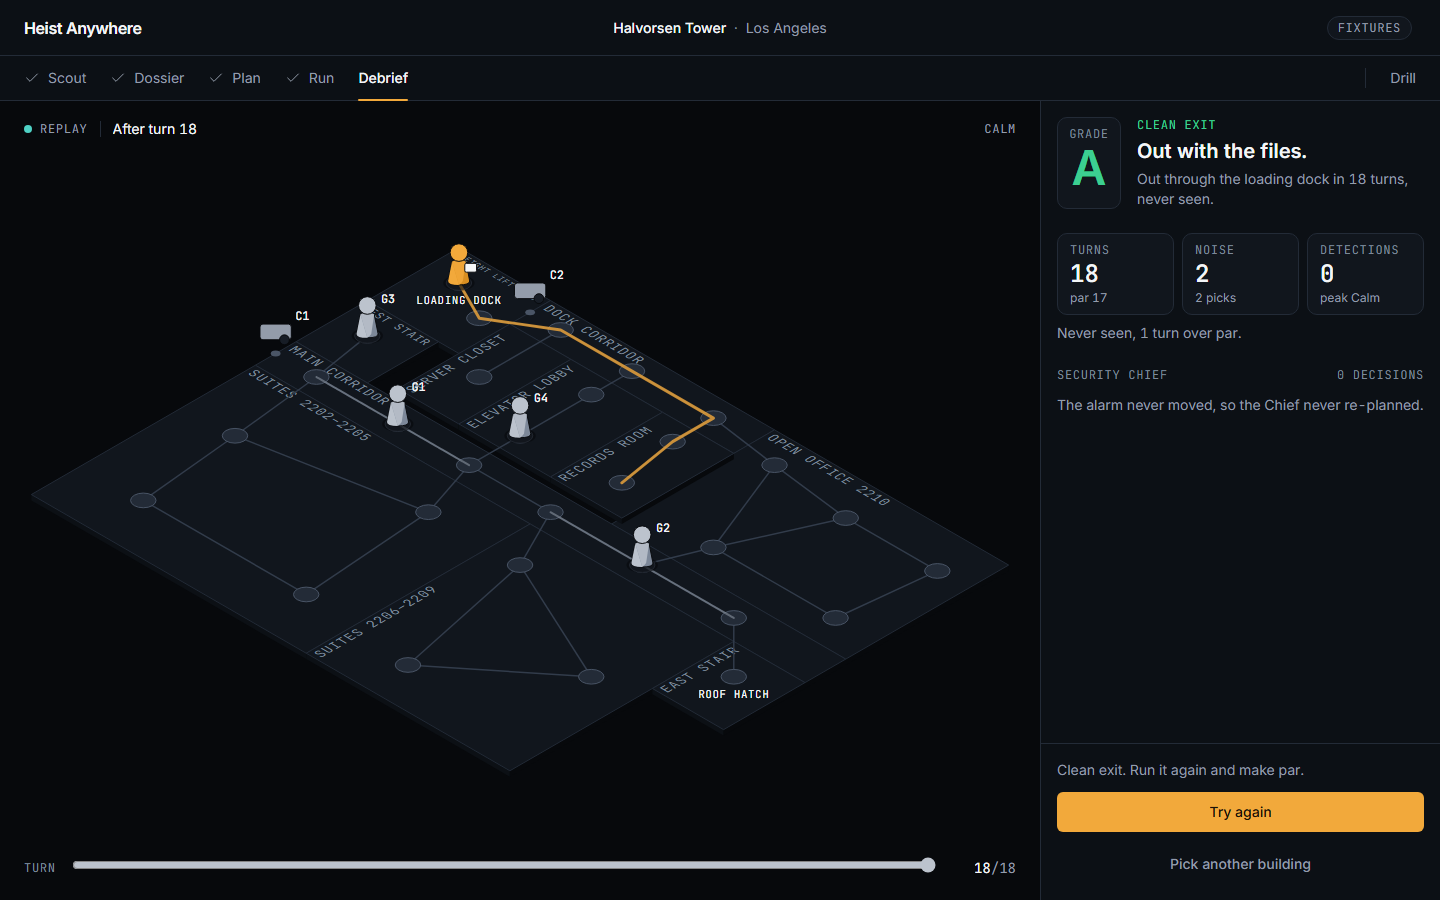 Heist Anywhere
Halvorsen Tower · Los Angeles
FIXTURES
Scout
Dossier
Plan
Run
Debrief
Drill
REPLAY
After turn 18
CALM
C2
LOADING DOCK
G3
C1
DOCK CORRIDOR
MAIN CORRIDOR
SUITES 2202-2205
G1
ELEVATOR LOBBY
G4
RECORDS ROOM
OPEN OFFICE 2210
G2
SUITES 2206-2209
EAST STAIR
ROOF HATCH
TURN
18/18
GRADE
A
CLEAN EXIT
Out with the files.
Out through the loading dock in 18 turns,
never seen.
TURNS
18
par 17
NOISE
2
2 picks
DETECTIONS
0
peak Calm
Never seen, 1 turn over par.
SECURITY CHIEF
0 DECISIONS
The alarm never moved, so the Chief never re-planned.
Clean exit. Run it again and make par.
Try again
Pick another building